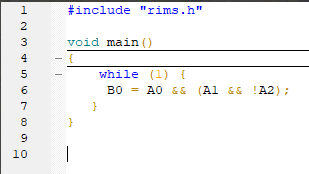 1 #include "rims.h"
2
3 void main()
4 {
5 while (1) {
6 B0 = A0 && (A1 && !A2);
7 }
8 }
9
10